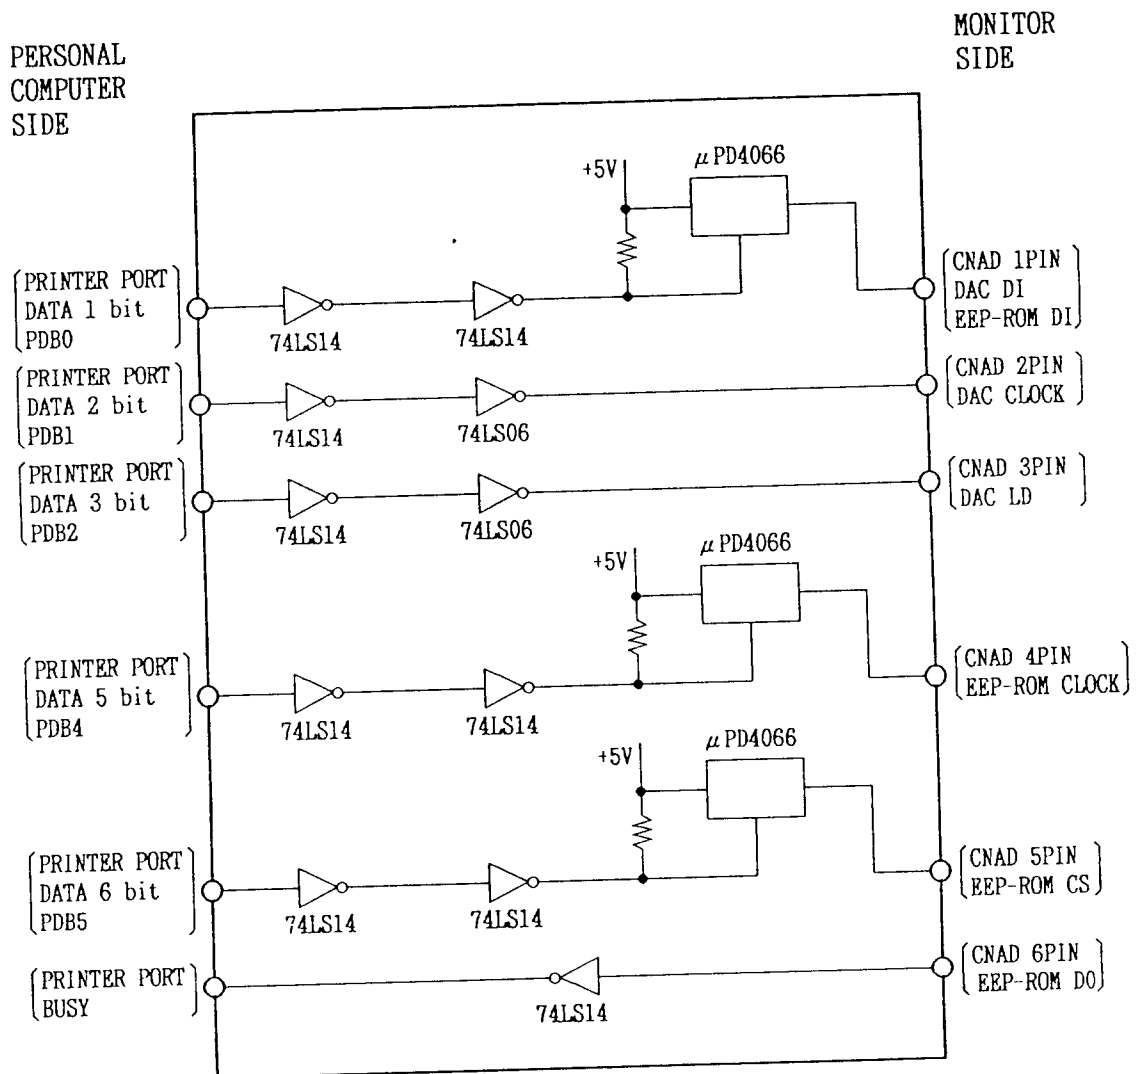 PERSONAL
COMPUTER
SIDE
MONITOR
SIDE
+5V
μPD4066
PRINTER PORT
DATA 1 bit
PDB0
74LS14
74LS14
CNAD 1PIN
DAC DI
EEP-ROM DI
PRINTER PORT
DATA 2 bit
PDB1
74LS14
74LS06
CNAD 2PIN
DAC CLOCK
PRINTER PORT
DATA 3 bit
PDB2
74LS14
74LS06
CNAD 3PIN
DAC LD
+5V
μPD4066
PRINTER PORT
DATA 5 bit
PDB4
74LS14
74LS14
CNAD 4PIN
EEP-ROM CLOCK
+5V
μPD4066
PRINTER PORT
DATA 6 bit
PDB5
74LS14
74LS14
CNAD 5PIN
EEP-ROM CS
PRINTER PORT
BUSY
74LS14
CNAD 6PIN
EEP-ROM DO